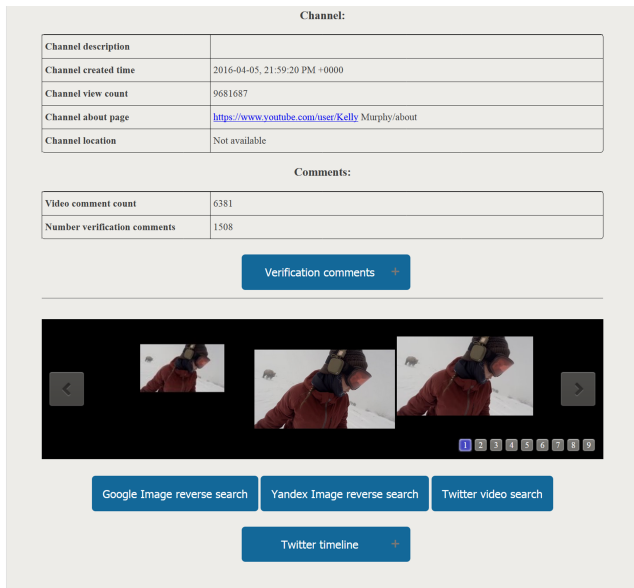 Channel:
Channel description
Channel created time 2016-04-05, 21:59:20 PM +0000
Channel view count 9681687
Channel about page https://www.youtube.com/user/Kelly Murphy/about
Channel location Not available
Comments:
Video comment count 6381
Number verification comments 1508
Verification comments +
1 2 3 4 5 6 7 8 9
Google Image reverse search Yandex Image reverse search Twitter video search
Twitter timeline +